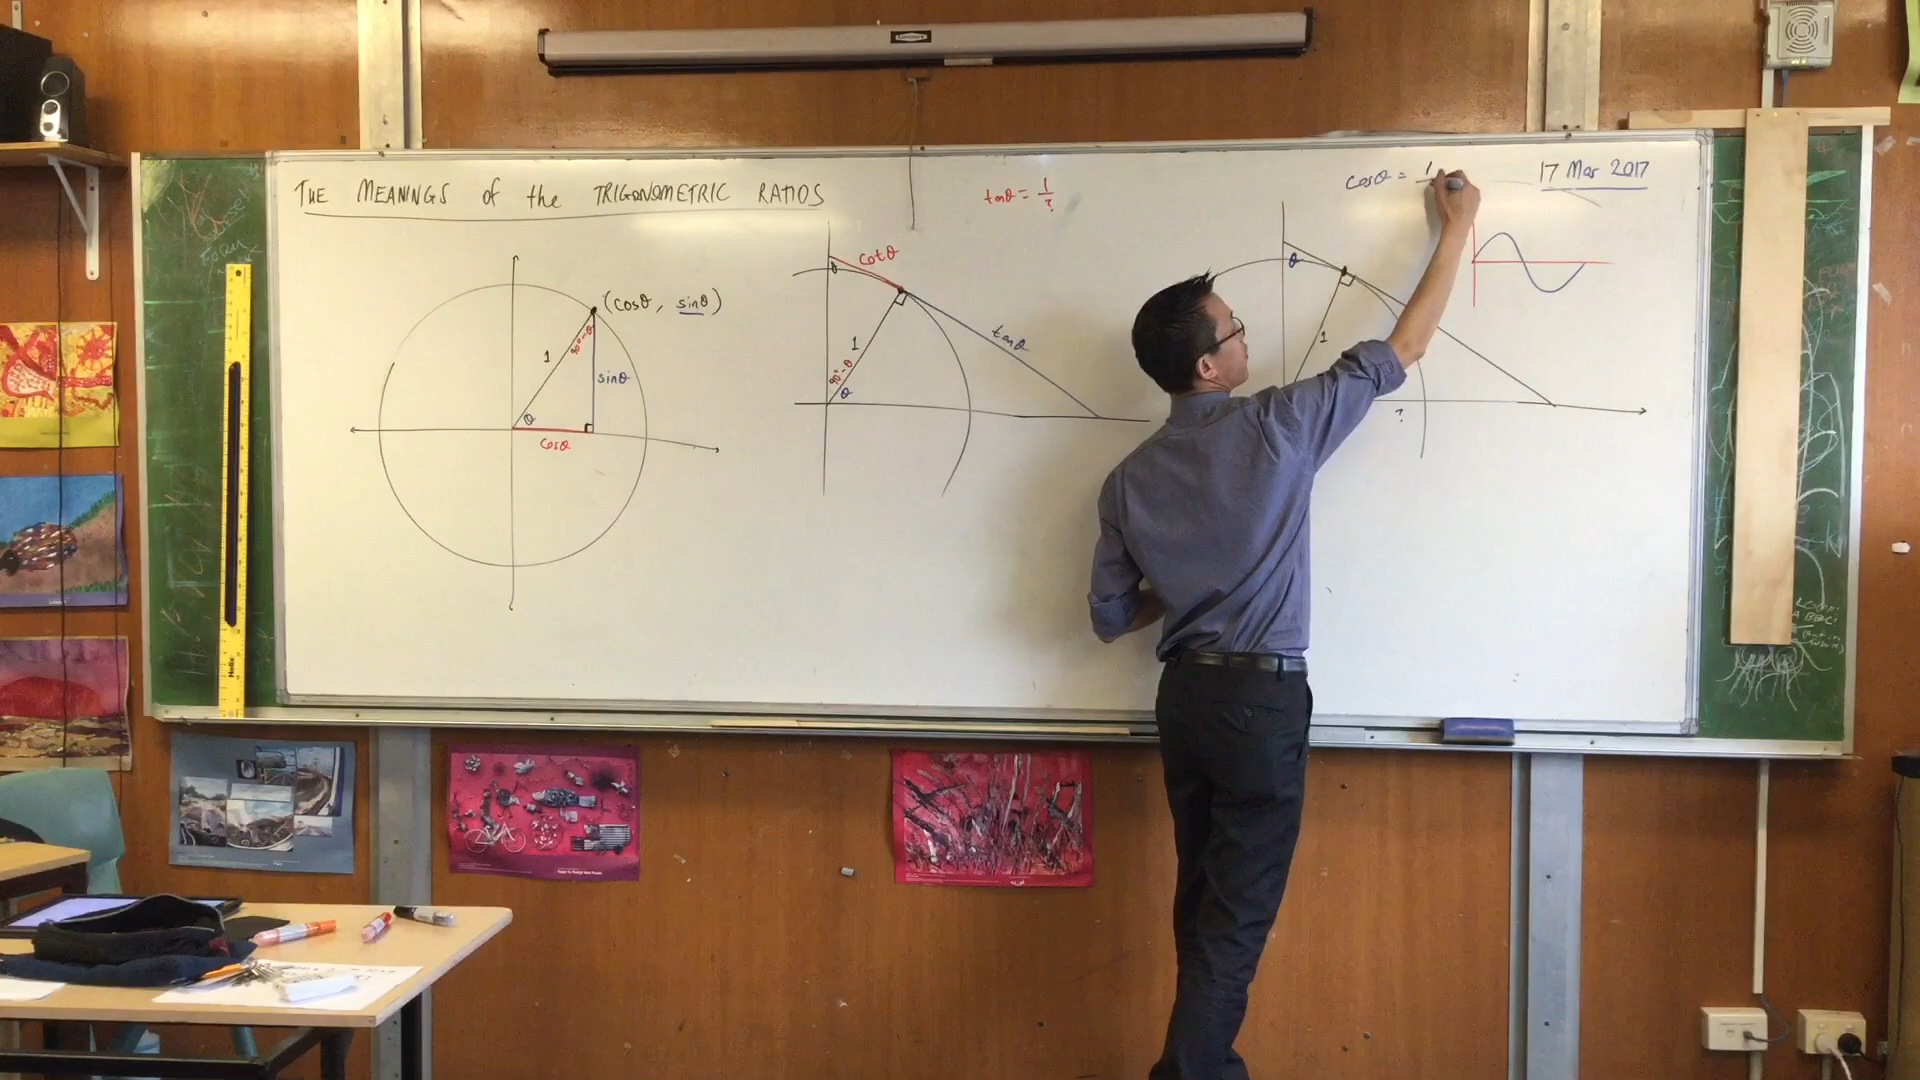 THE MEANINGS of the TRIGONOMETRIC RATIOS
tanθ = 1/?
cosθ = 1
17 Mar 2017
(cosθ, sinθ)
1
90°-θ
sinθ
θ
cosθ
cotθ
θ
tanθ
1
90°-θ
θ
θ
1
?
Helix